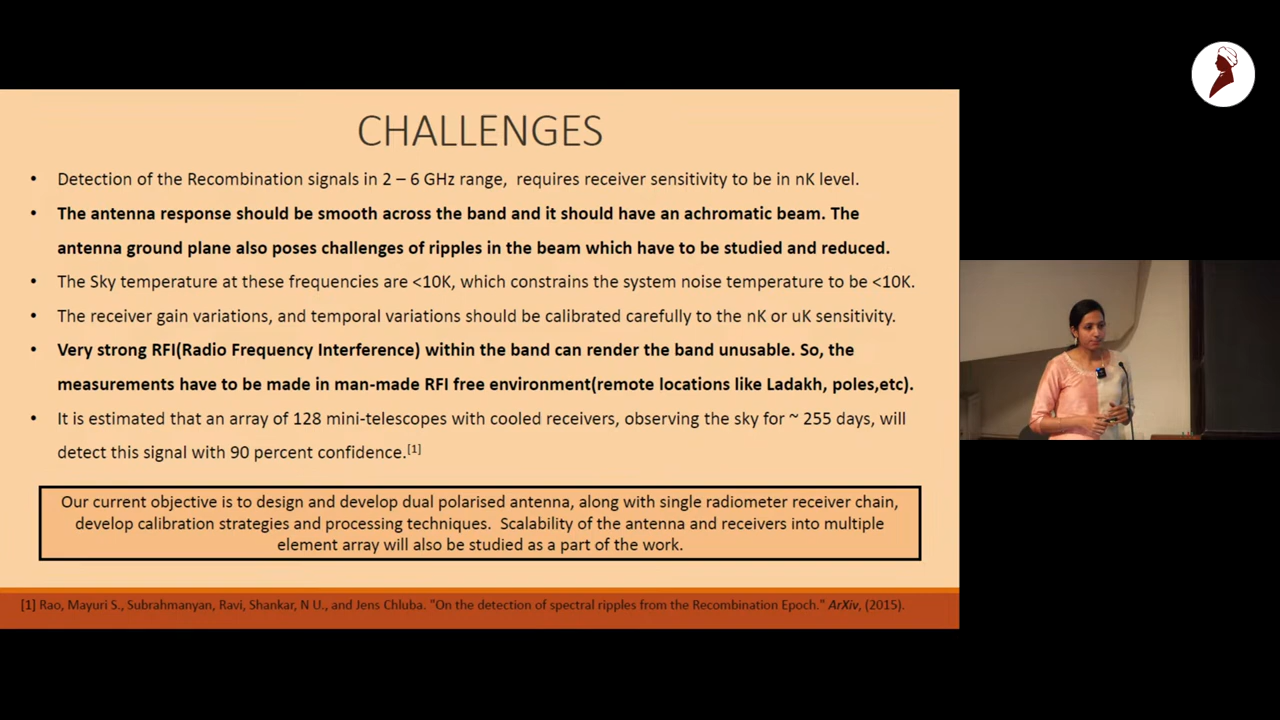 CHALLENGES
• Detection of the Recombination signals in 2 – 6 GHz range, requires receiver sensitivity to be in nK level.
• The antenna response should be smooth across the band and it should have an achromatic beam. The
antenna ground plane also poses challenges of ripples in the beam which have to be studied and reduced.
• The Sky temperature at these frequencies are <10K, which constrains the system noise temperature to be <10K.
• The receiver gain variations, and temporal variations should be calibrated carefully to the nK or uK sensitivity.
• Very strong RFI(Radio Frequency Interference) within the band can render the band unusable. So, the
measurements have to be made in man-made RFI free environment(remote locations like Ladakh, poles,etc).
• It is estimated that an array of 128 mini-telescopes with cooled receivers, observing the sky for ~ 255 days, will
detect this signal with 90 percent confidence.[1]
Our current objective is to design and develop dual polarised antenna, along with single radiometer receiver chain,
develop calibration strategies and processing techniques. Scalability of the antenna and receivers into multiple
element array will also be studied as a part of the work.
[1] Rao, Mayuri S., Subrahmanyan, Ravi, Shankar, N U., and Jens Chluba. "On the detection of spectral ripples from the Recombination Epoch." ArXiv, (2015).